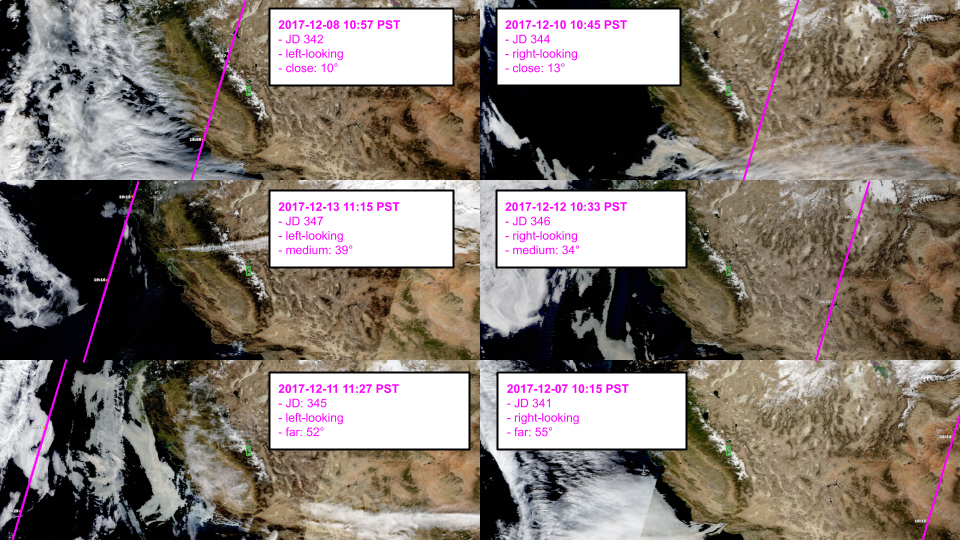 2017-12-08 10:57 PST
- JD 342
- left-looking
- close: 10°
2017-12-10 10:45 PST
- JD 344
- right-looking
- close: 13°
2017-12-13 11:15 PST
- JD 347
- left-looking
- medium: 39°
2017-12-12 10:33 PST
- JD 346
- right-looking
- medium: 34°
2017-12-11 11:27 PST
- JD: 345
- left-looking
- far: 52°
2017-12-07 10:15 PST
- JD 341
- right-looking
- far: 55°